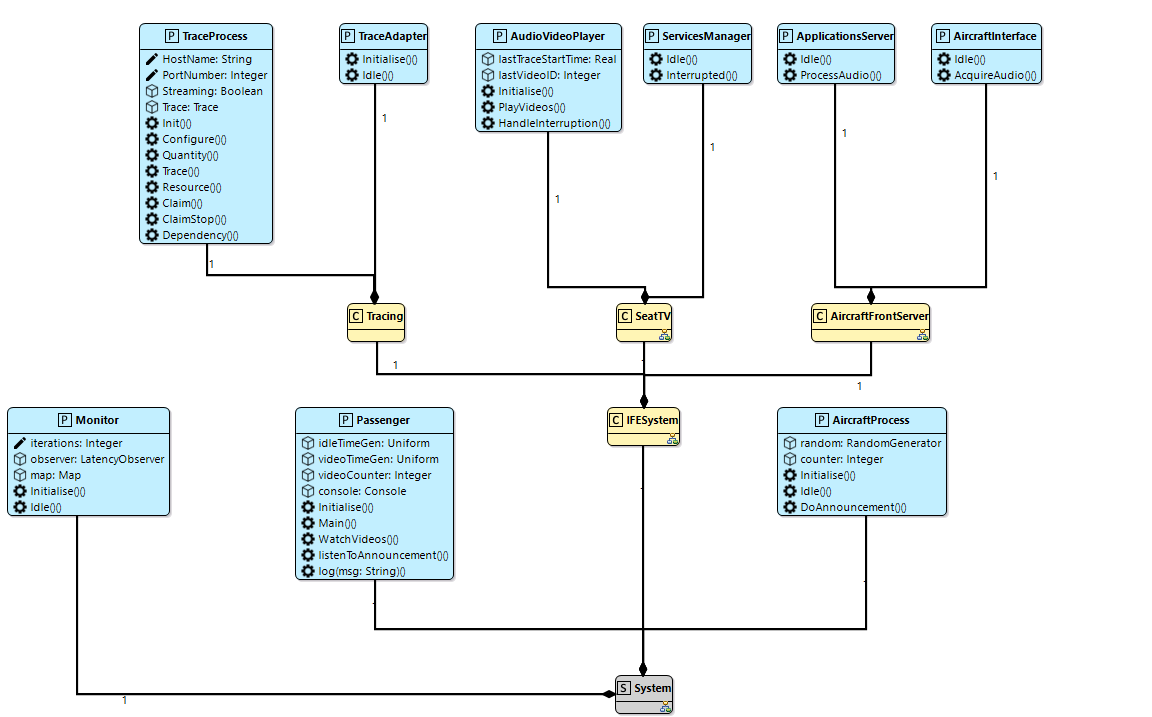 P TraceProcess
HostName: String
PortNumber: Integer
Streaming: Boolean
Trace: Trace
Init()()
Configure()()
Quantity()()
Trace()()
Resource()()
Claim()()
ClaimStop()()
Dependency()()
1
P TraceAdapter
Initialise()()
Idle()()
1
P AudioVideoPlayer
lastTraceStartTime: Real
lastVideoID: Integer
Initialise()()
PlayVideos()()
HandleInterruption()()
1
P ServicesManager
Idle()()
Interrupted()()
1
P ApplicationsServer
Idle()()
ProcessAudio()()
1
P AircraftInterface
Idle()()
AcquireAudio()()
1
C Tracing
1
C SeatTV
C AircraftFrontServer
1
P Monitor
iterations: Integer
observer: LatencyObserver
map: Map
Initialise()()
Idle()()
1
P Passenger
idleTimeGen: Uniform
videoTimeGen: Uniform
videoCounter: Integer
console: Console
Initialise()()
Main()()
WatchVideos()()
listenToAnnouncement()()
log(msg: String)()
C IFESystem
P AircraftProcess
random: RandomGenerator
counter: Integer
Initialise()()
Idle()()
DoAnnouncement()()
S System